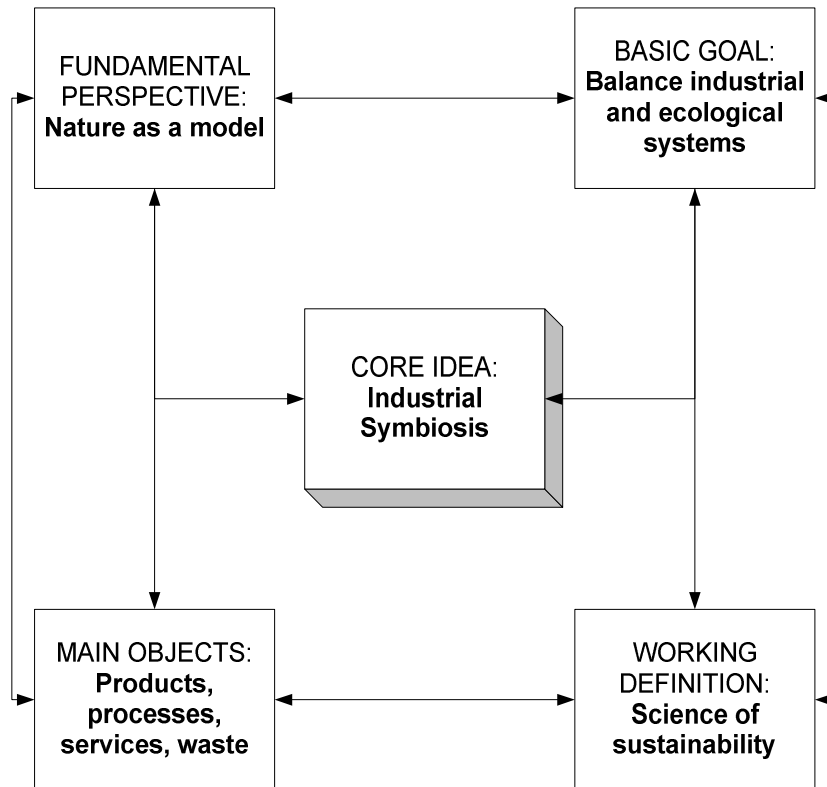 FUNDAMENTAL
PERSPECTIVE:
Nature as a model
BASIC GOAL:
Balance industrial
and ecological
systems
CORE IDEA:
Industrial
Symbiosis
MAIN OBJECTS:
Products,
processes,
services, waste
WORKING
DEFINITION:
Science of
sustainability